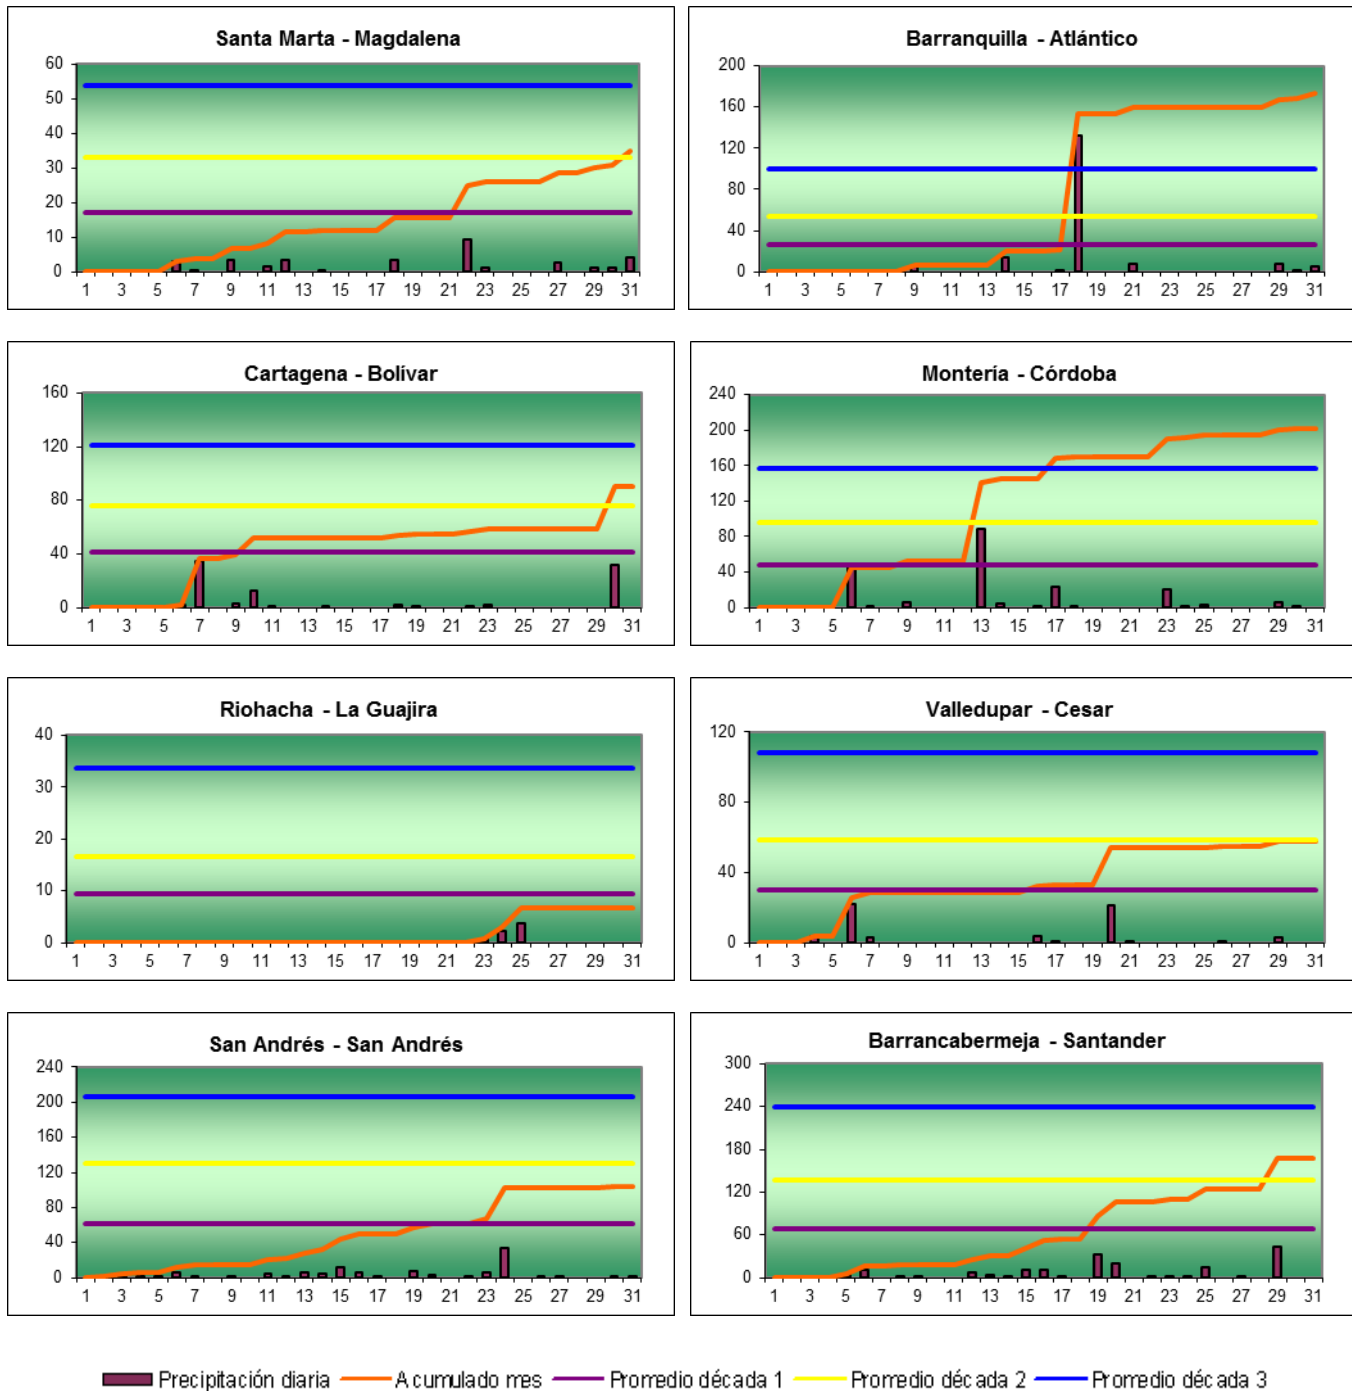 Santa Marta - Magdalena
60
50
40
30
20
10
0
1 3 5 7 9 11 13 15 17 19 21 23 25 27 29 31
Barranquilla - Atlántico
200
160
120
80
40
0
1 3 5 7 9 11 13 15 17 19 21 23 25 27 29 31
Cartagena - Bolívar
160
120
80
40
0
1 3 5 7 9 11 13 15 17 19 21 23 25 27 29 31
Montería - Córdoba
240
200
160
120
80
40
0
1 3 5 7 9 11 13 15 17 19 21 23 25 27 29 31
Riohacha - La Guajira
40
30
20
10
0
1 3 5 7 9 11 13 15 17 19 21 23 25 27 29 31
Valledupar - Cesar
120
80
40
0
1 3 5 7 9 11 13 15 17 19 21 23 25 27 29 31
San Andrés - San Andrés
240
200
160
120
80
40
0
1 3 5 7 9 11 13 15 17 19 21 23 25 27 29 31
Barrancabermeja - Santander
300
240
180
120
60
0
1 3 5 7 9 11 13 15 17 19 21 23 25 27 29 31
Precipitación diaria Acumulado mes Promedio década 1 Promedio década 2 Promedio década 3